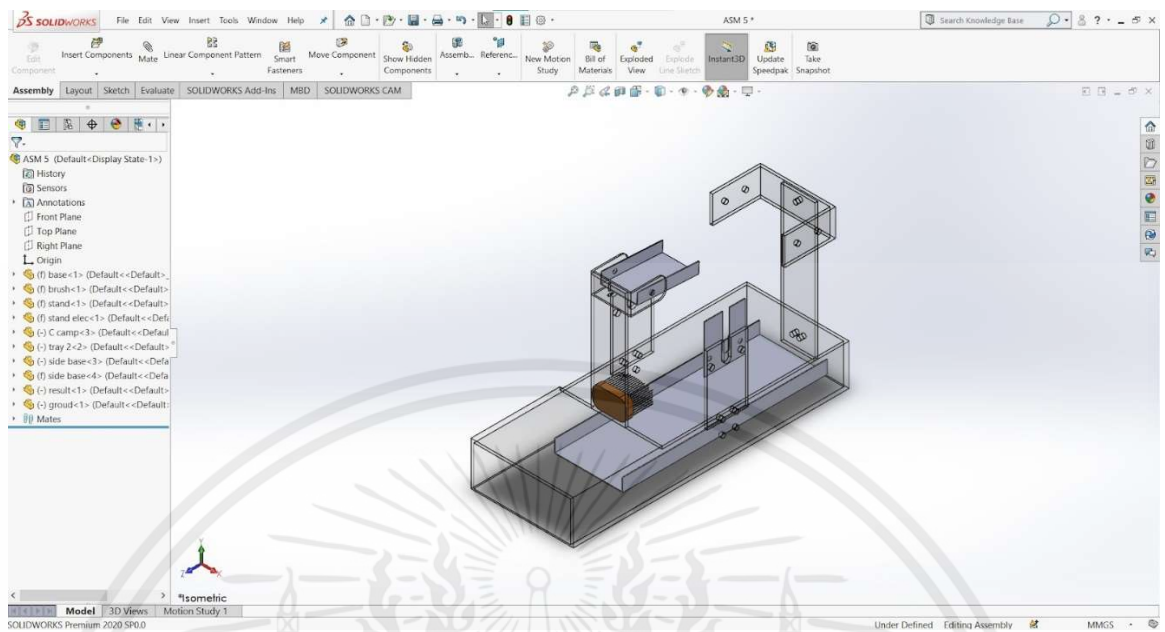 SOLIDWORKS File Edit View Insert Tools Window Help ASM 5 * Search Knowledge Base ?
Edit Component Insert Components Mate Linear Component Pattern Smart Fasteners Move Component Show Hidden Components Assemb... Referenc... New Motion Study Bill of Materials Exploded View Explode Line Sketch Instant3D Update Speedpak Take Snapshot
Assembly Layout Sketch Evaluate SOLIDWORKS Add-Ins MBD SOLIDWORKS CAM
ASM 5 (Default<Display State-1>)
History
Sensors
Annotations
Front Plane
Top Plane
Right Plane
Origin
(f) base<1> (Default<<Default>_
(f) brush<1> (Default<<Default>
(f) stand<1> (Default<<Default>
(f) stand elec<1> (Default<<Defa
(-) C camp<3> (Default<<Defaul
(-) tray 2<2> (Default<<Default>
(-) side base<3> (Default<<Defa
(f) side base<4> (Default<<Defa
(-) result<1> (Default<<Default>
(-) groud<1> (Default<<Default>
Mates
Y
Z X
*Isometric
Model 3D Views Motion Study 1
SOLIDWORKS Premium 2020 SP0.0 Under Defined Editing Assembly MMGS